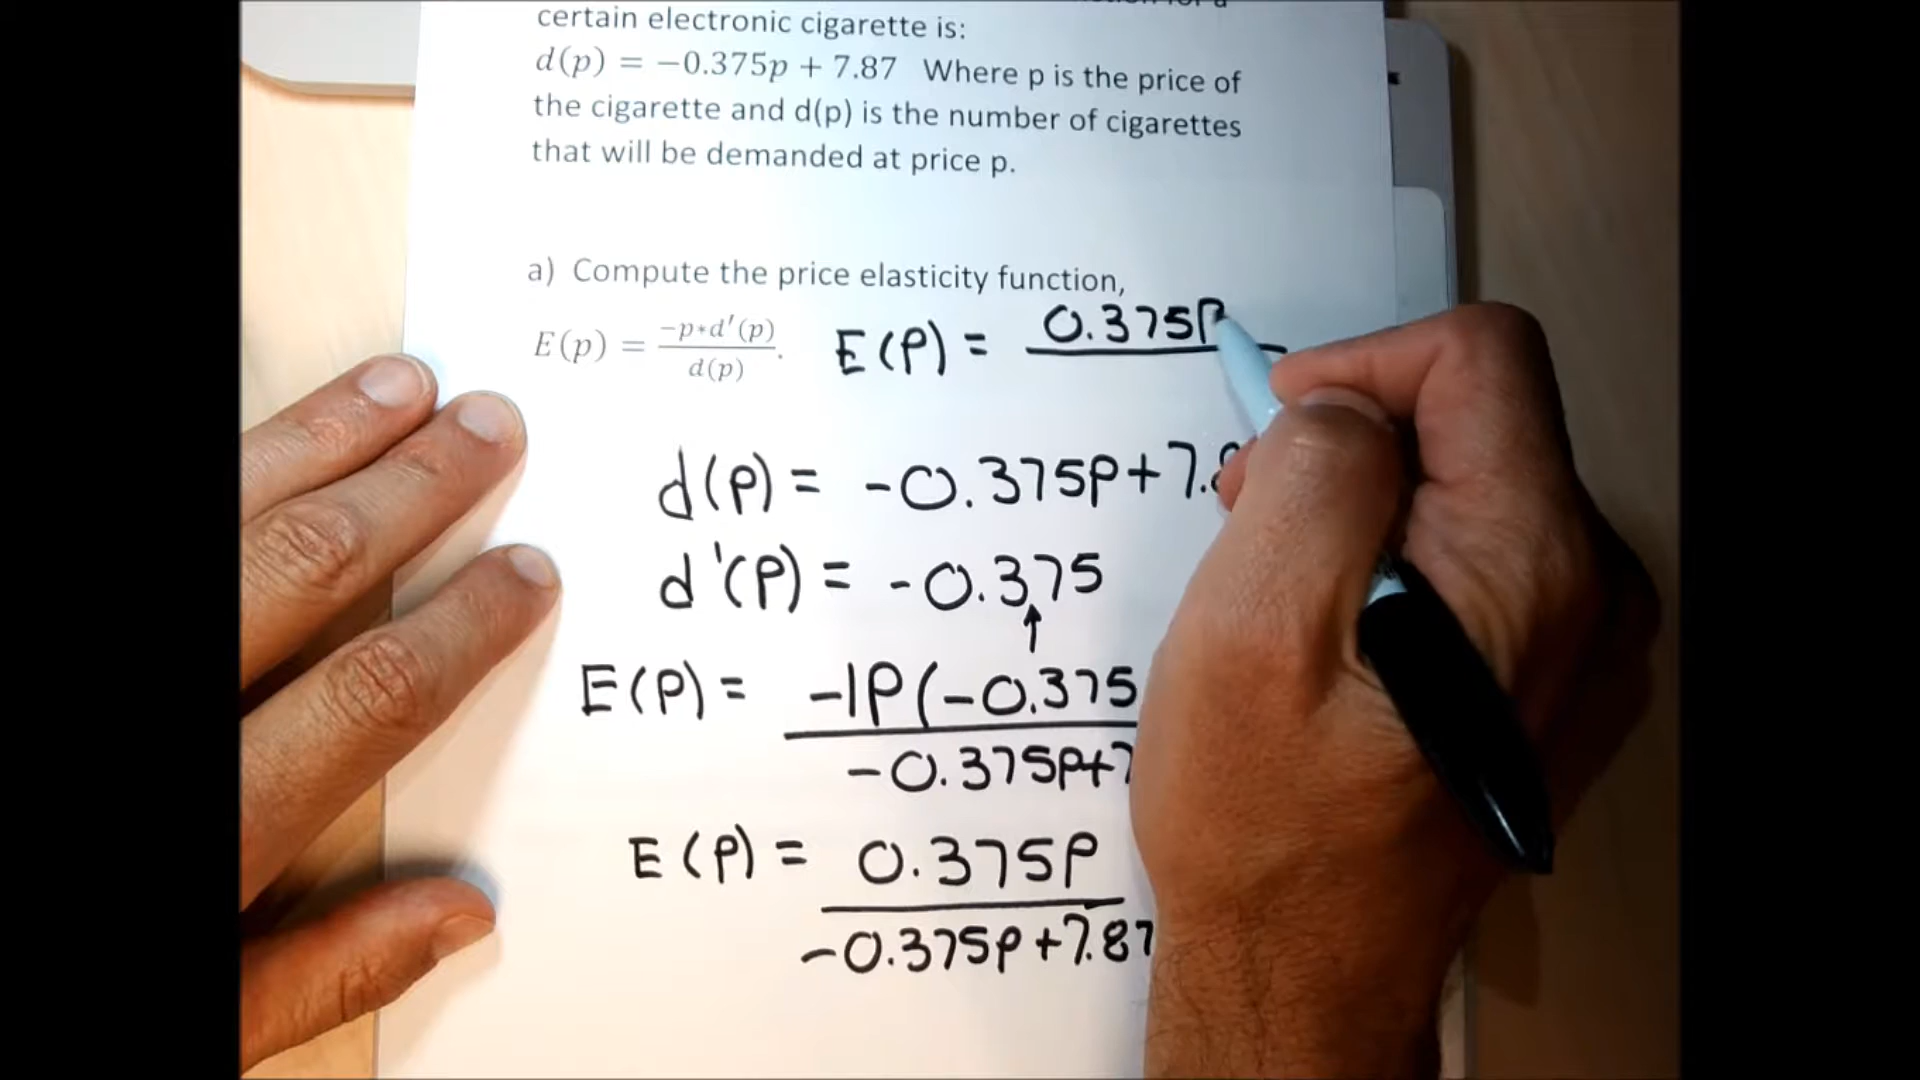 certain electronic cigarette is:
d(p) = −0.375p + 7.87 Where p is the price of
the cigarette and d(p) is the number of cigarettes
that will be demanded at price p.
a) Compute the price elasticity function,
E(p) = −p*d′(p) / d(p).
E(P) = 0.375P
d(P) = -0.375P+7.8
d'(P) = -0.375
E(P) = -1P(-0.375
-0.375P+7
E(P) = 0.375P
-0.375P+7.87